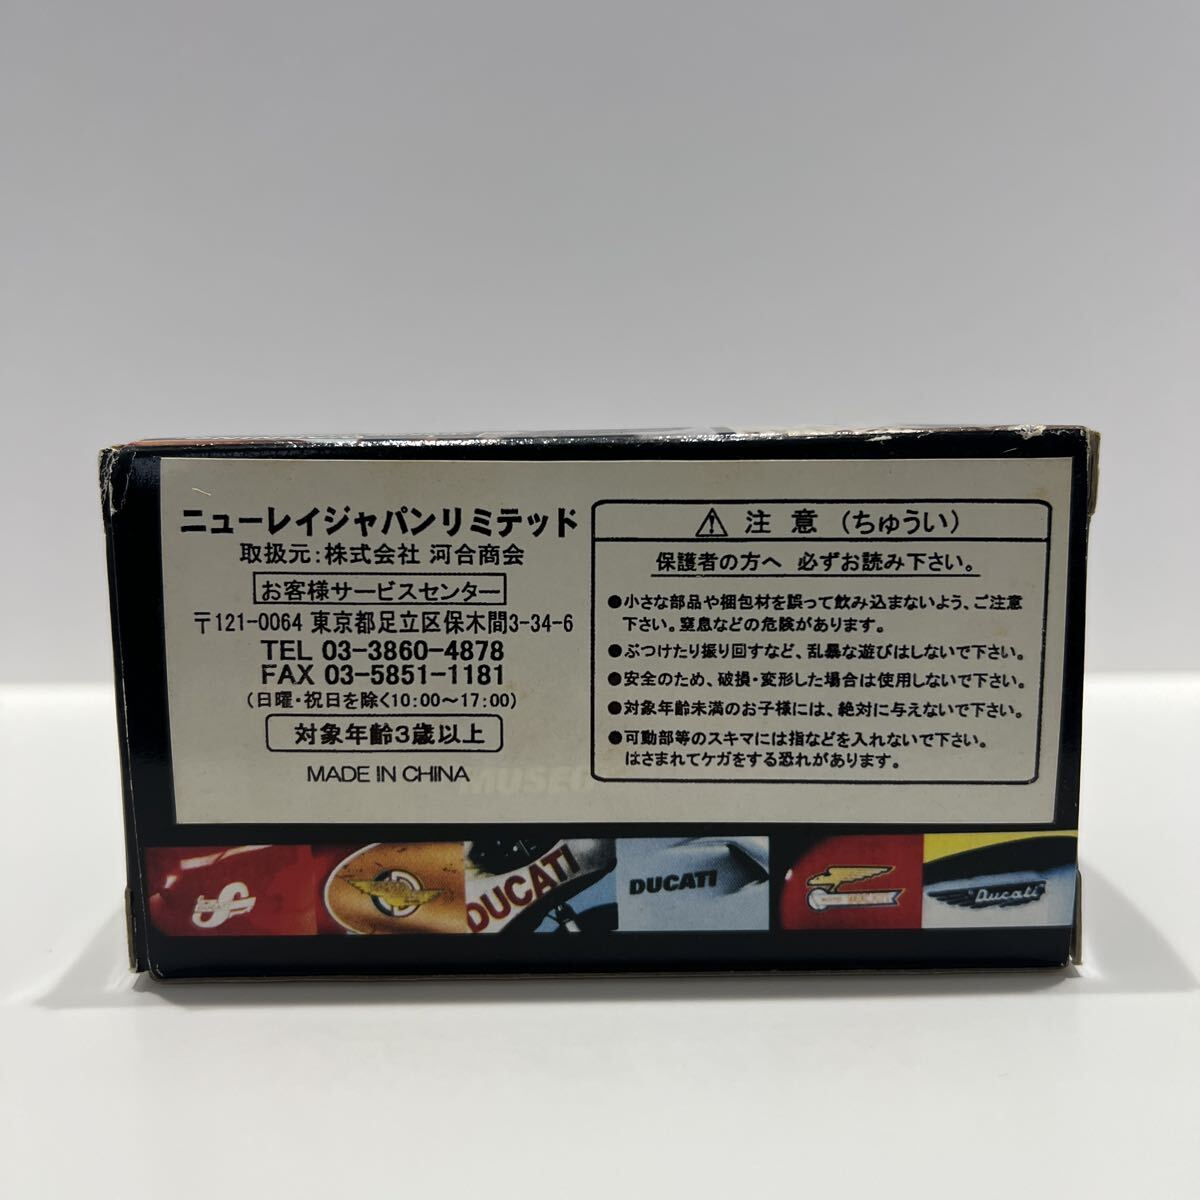 ニューレイジャパンリミテッド
取扱元:株式会社 河合商会
お客様サービスセンター
〒121-0064 東京都足立区保木間3-34-6
TEL 03-3860-4878
FAX 03-5851-1181
(日曜・祝日を除く10:00〜17:00)
対象年齢3歳以上
MADE IN CHINA
MUSEO
⚠ 注 意 (ちゅうい)
保護者の方へ 必ずお読み下さい。
●小さな部品や梱包材を誤って飲み込まないよう、ご注意
下さい。窒息などの危険があります。
●ぶつけたり振り回すなど、乱暴な遊びはしないで下さい。
●安全のため、破損・変形した場合は使用しないで下さい。
●対象年齢未満のお子様には、絶対に与えないで下さい。
●可動部等のスキマには指などを入れないで下さい。
はさまれてケガをする恐れがあります。
DUCATI
DUCATI
"Ducati"